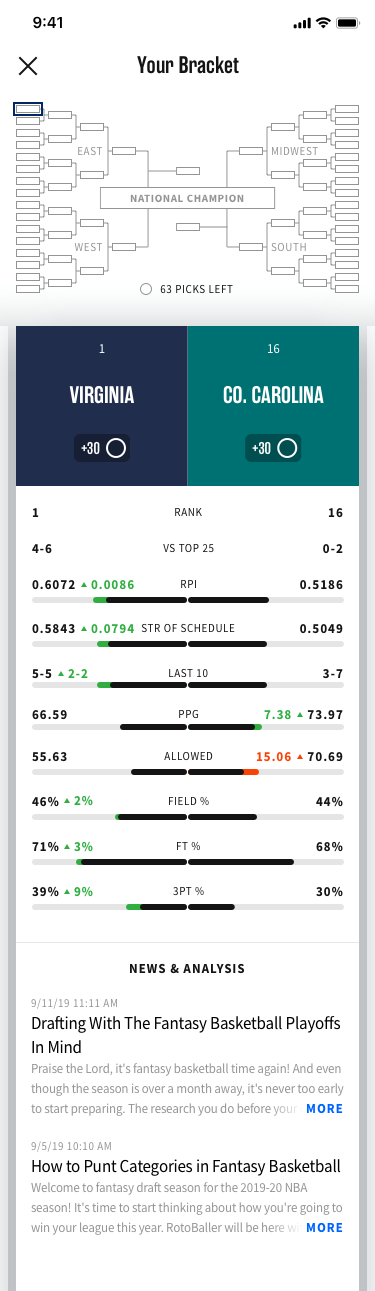 9:41
Your Bracket
EAST
MIDWEST
NATIONAL CHAMPION
WEST
SOUTH
63 PICKS LEFT
1
16
VIRGINIA
CO. CAROLINA
+30
+30
1 RANK 16
4-6 VS TOP 25 0-2
0.6072 ▲ 0.0086 RPI 0.5186
0.5843 ▲ 0.0794 STR OF SCHEDULE 0.5049
5-5 ▲ 2-2 LAST 10 3-7
66.59 PPG 7.38 ▲ 73.97
55.63 ALLOWED 15.06 ▲ 70.69
46% ▲ 2% FIELD % 44%
71% ▲ 3% FT % 68%
39% ▲ 9% 3PT % 30%
NEWS & ANALYSIS
9/11/19 11:11 AM
Drafting With The Fantasy Basketball Playoffs
In Mind
Praise the Lord, it's fantasy basketball time again! And even
though the season is over a month away, it's never too early
to start preparing. The research you do before your MORE
9/5/19 10:10 AM
How to Punt Categories in Fantasy Basketball
Welcome to fantasy draft season for the 2019-20 NBA
season! It's time to start thinking about how you're going to
win your league this year. RotoBaller will be here MORE